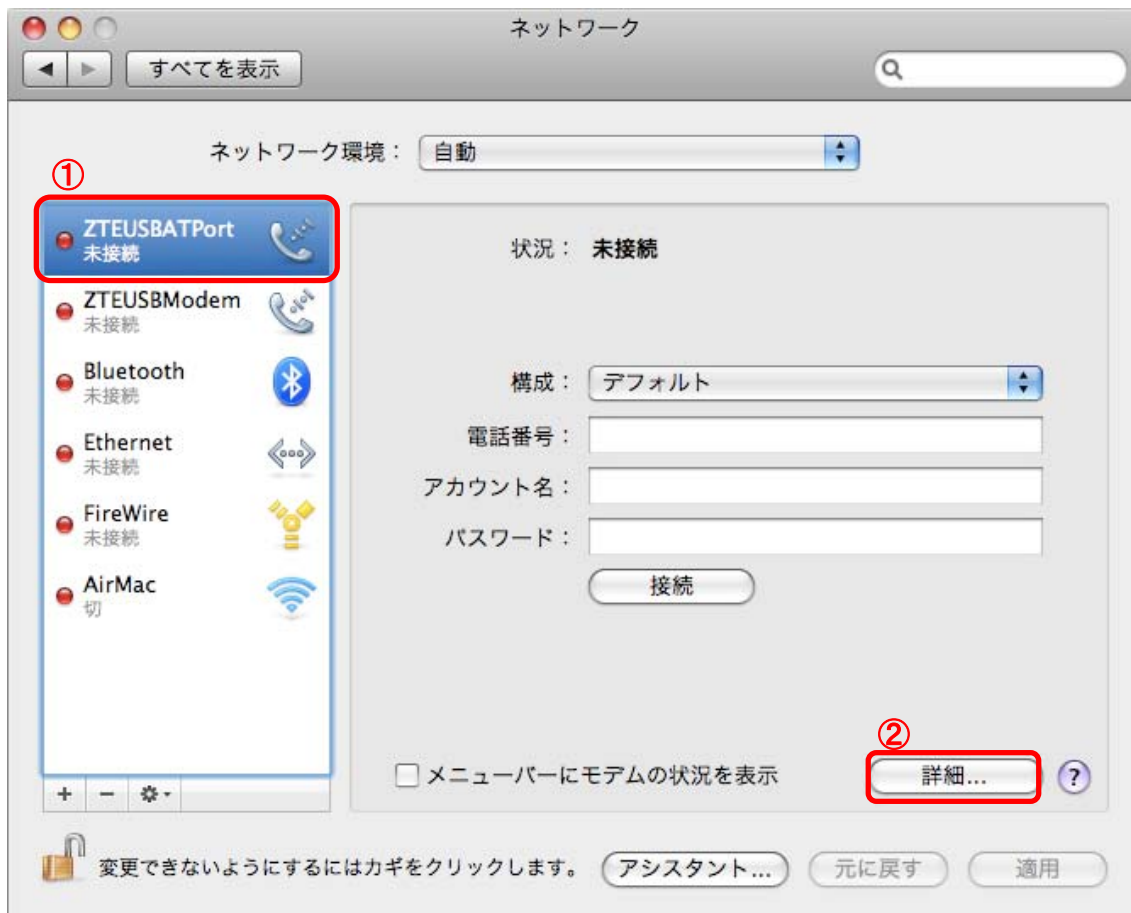 ネットワーク
すべてを表示
ネットワーク環境： 自動
①
ZTEUSBATPort
未接続
ZTEUSBModem
未接続
Bluetooth
未接続
Ethernet
未接続
FireWire
未接続
AirMac
切
状況： 未接続
構成： デフォルト
電話番号：
アカウント名：
パスワード：
接続
メニューバーにモデムの状況を表示
②
詳細...
?
変更できないようにするにはカギをクリックします。
アシスタント...
元に戻す
適用